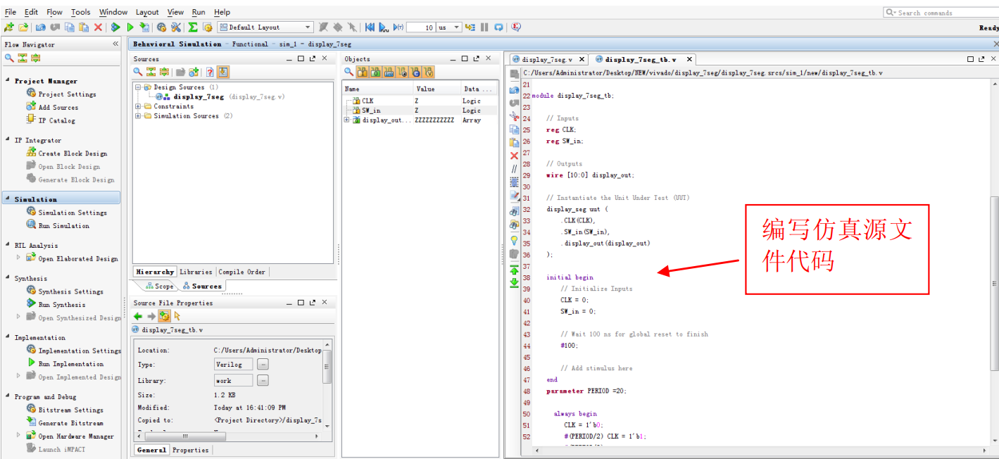 File Edit Flow Tools Window Layout View Run Help
Search commands
Default Layout
10 us
Ready
Flow Navigator
Project Manager
Project Settings
Add Sources
IP Catalog
IP Integrator
Create Block Design
Open Block Design
Generate Block Design
Simulation
Simulation Settings
Run Simulation
RTL Analysis
Open Elaborated Design
Synthesis
Synthesis Settings
Run Synthesis
Open Synthesized Design
Implementation
Implementation Settings
Run Implementation
Open Implemented Design
Program and Debug
Bitstream Settings
Generate Bitstream
Open Hardware Manager
Launch iMPACT
Behavioral Simulation - Functional - sim_1 - display_7seg
Sources
Design Sources (1)
display_7seg (display_7seg.v)
Constraints
Simulation Sources (2)
Hierarchy Libraries Compile Order
Scope Sources
Source File Properties
display_7seg_tb.v
Location: C:/Users/Administrator/Desktop
Type: Verilog
Library: work
Size: 1.2 KB
Modified: Today at 16:41:09 PM
Copied to: <Project Directory>/display_7s
General Properties
Objects
Name Value Data ...
CLK Z Logic
SW_in Z Logic
display_out... ZZZZZZZZZZZ Array
display_7seg.v display_7seg_tb.v
C:/Users/Administrator/Desktop/NEW/vivado/display_7seg/display_7seg.srcs/sim_1/new/display_7seg_tb.v
21
22 module display_7seg_tb;
23
24 // Inputs
25 reg CLK;
26 reg SW_in;
27
28 // Outputs
29 wire [10:0] display_out;
30
31 // Instantiate the Unit Under Test (UUT)
32 display_seg uut (
33 .CLK(CLK),
34 .SW_in(SW_in),
35 .display_out(display_out)
36 );
37
38 initial begin
39 // Initialize Inputs
40 CLK = 0;
41 SW_in = 0;
42
43 // Wait 100 ns for global reset to finish
44 #100;
45
46 // Add stimulus here
47 end
48 parameter PERIOD =20;
49
50 always begin
51 CLK = 1'b0;
52 #(PERIOD/2) CLK = 1'b1;
编写仿真源文
件代码